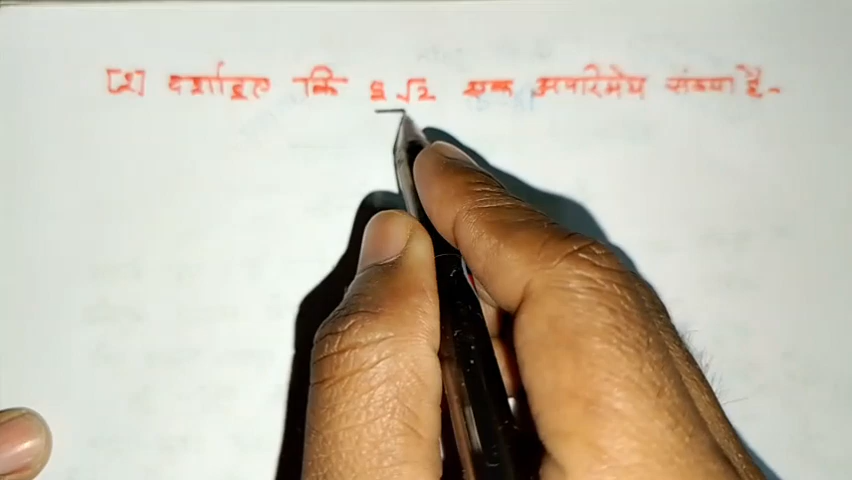 [2] दर्शाइए कि 5√2 एक अपरिमेय संख्या है-